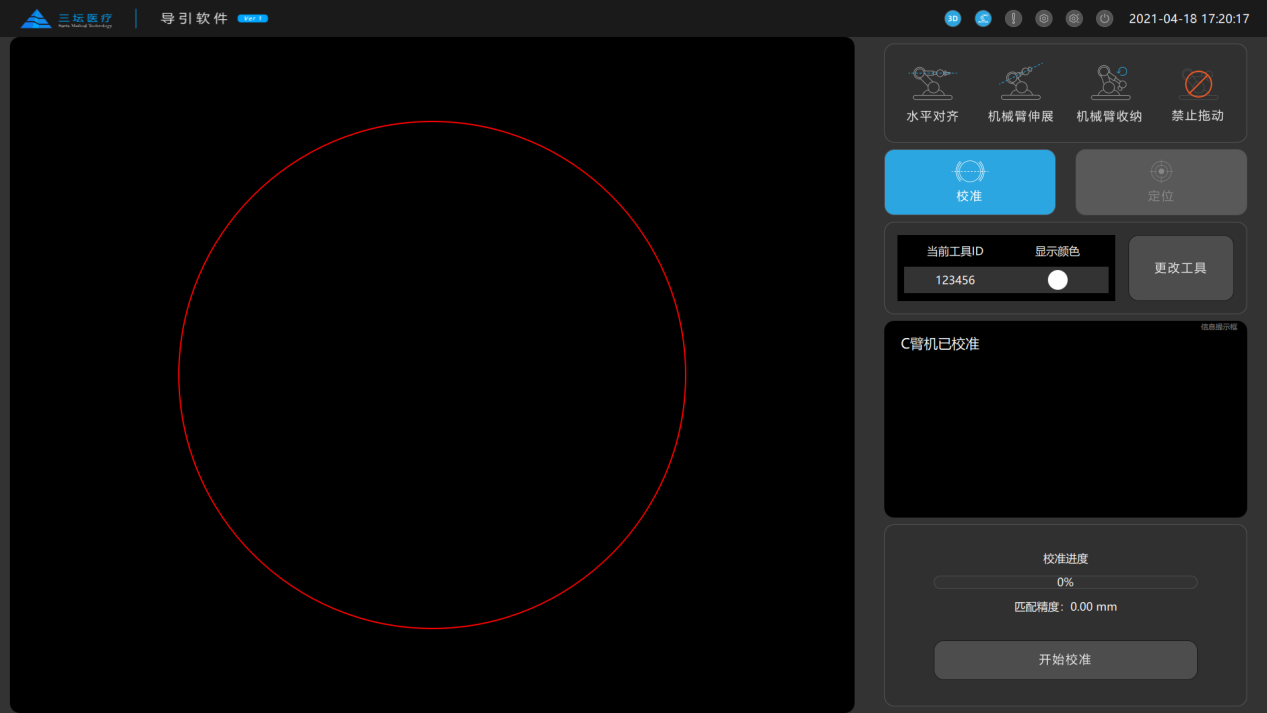 三坛医疗
Santa Medical Technology
导引软件 Ver 1
3D
2021-04-18 17:20:17
水平对齐 机械臂伸展 机械臂收纳 禁止拖动
校准 定位
当前工具ID 显示颜色
123456
更改工具
信息提示框
C臂机已校准
校准进度
0%
匹配精度: 0.00 mm
开始校准